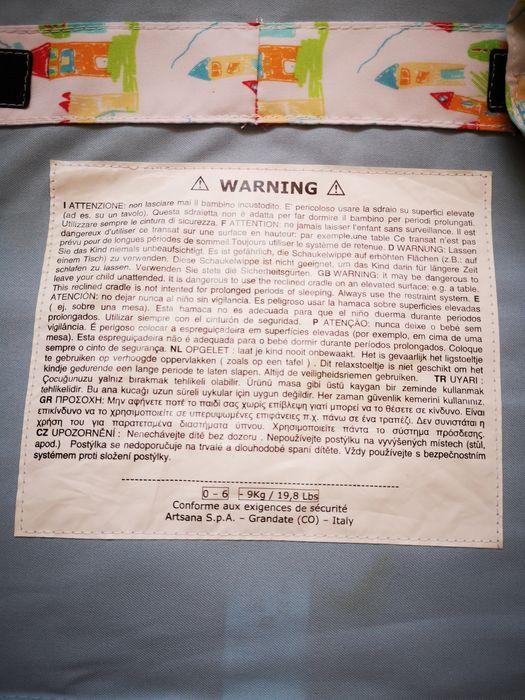 ⚠ WARNING ⚠
I ATTENZIONE: non lasciare mai il bambino incustodito. E' pericoloso usare la sdraio su superfici elevate
(ad es. su un tavolo). Questa sdraietta non è adatta per far dormire il bambino per periodi prolungati.
Utilizzare sempre le cintura di sicurezza. F ATTENTION: ne jamais laisser l'enfant sans surveillance. Il est
dangereux d'utiliser ce transat sur une surface en hauteur: par exemple,une table Ce transat n'est pas
prévu pour de longues périodes de sommeil.Toujours utiliser le système de retenue. D WARNUNG: Lassen
Sie das Kind niemals unbeaufsichtigt. Es ist gefährlich, die Schaukelwippe auf erhöhten Flächen (z.B.: auf
einem Tisch) zu verwenden. Diese Schaukelwippe ist nicht geeignet, um das Kind darin für längere Zeit
schlafen zu lassen. Verwenden Sie stets die Sicherheitsgurten. GB WARNING: it may be dangerous to
leave your child unattended. It is dangerous to use the reclined cradle on an elevated surface: e.g. a table.
This reclined cradle is not intended for prolonged periods of sleeping. Always use the restraint system. E
ATENCION: no dejar nunca al niño sin vigilancia. Es peligroso usar la hamaca sobre superficies elevadas
( ej. sobre una mesa). Esta hamaca no es adecuada para que el niño duerma durante periodos
prolongados. Utilizar siempre con el cinturón de seguridad. P ATENÇÃO: nunca deixe o bebé sem
vigilância. É perigoso colocar a espreguiçadeira em superfícies elevadas (por exemplo, em cima de uma
mesa). Esta espreguiçadeira não é adequada para o bebé dormir durante períodos prolongados. Coloque
sempre o cinto de segurança. NL OPGELET : laat je kind nooit onbewaakt. Het is gevaarlijk het ligstoeltje
te gebruiken op verhoogde oppervlakken ( zoals op een tafel ) . Dit relaxstoeltje is niet geschikt om het
kindje gedurende een lange periode te laten slapen. Altijd de veiligheidsriemen gebruiken. TR UYARI :
Çocuğunuzu yalnız bırakmak tehlikeli olabilir. Ürünü masa gibi üstü kaygan bir zeminde kullanmak
tehlikelidir. Bu ana kucağı uzun süreli uykular için uygun değildir. Her zaman güvenlik kemerini kullanınız.
GR ΠΡΟΣΟΧΗ: Μην αφήνετε ποτέ το παιδί σας χωρίς επίβλεψη γιατί μπορεί να το θέσετε σε κίνδυνο. Είναι
επικίνδυνο να το χρησιμοποιείτε σε υπερυψωμένες επιφάνειες π.χ. πάνω σε ένα τραπέζι. Δεν συνιστάται η
χρήση του για παρατεταμένα διαστήματα ύπνου. Χρησιμοποιείτε πάντα το σύστημα πρόσδεσης.
CZ UPOZORNĚNÍ : Nenechávejte dítě bez dozoru . Nepoužívejte postýlku na vyvýšených místech (stůl,
apod.) Postýlka se nedoporučuje na trvale a dlouhodobé spaní dítěte. Vždy používejte s bezpečnostním
systémem proti složení postýlky.
0 – 6 - 9Kg / 19,8 Lbs
Conforme aux exigences de sécurité
Artsana S.p.A. – Grandate (CO) – Italy